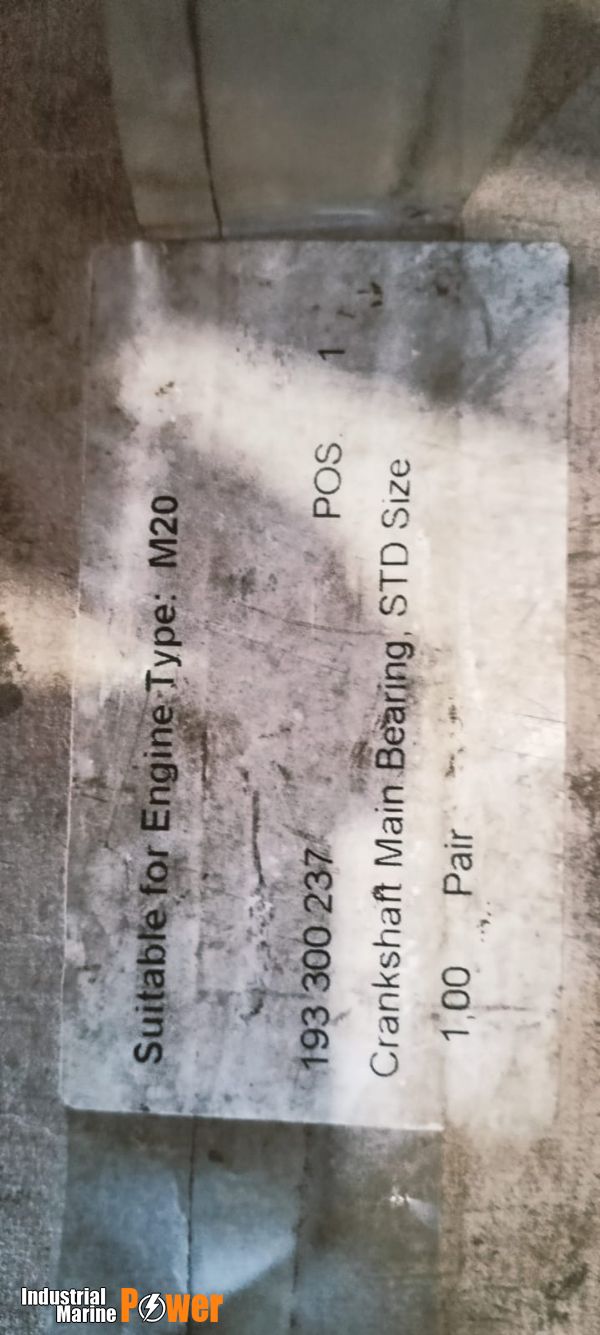 Suitable for Engine Type: M20
193 300 237 POS. 1
Crankshaft Main Bearing, STD Size
1,00 Pair
Industrial
Marine Power